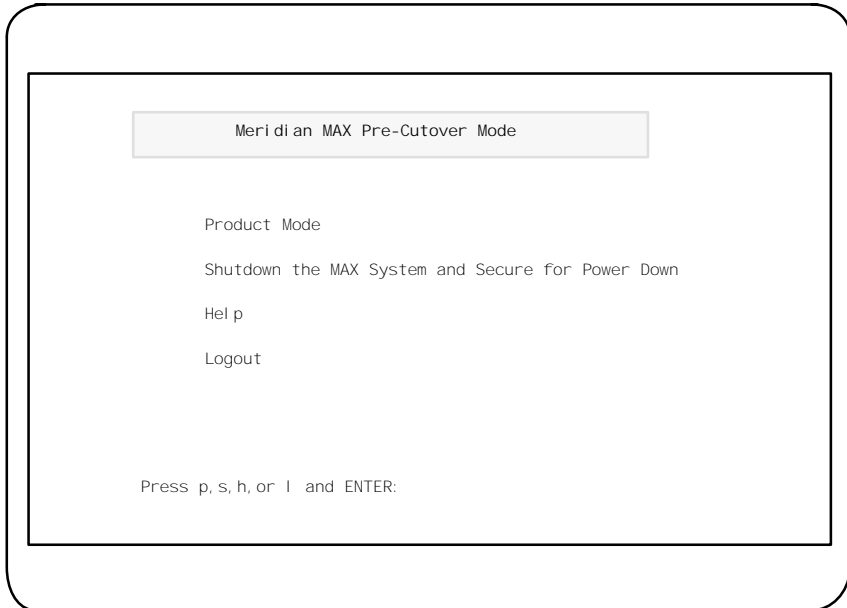 Meridian MAX Pre-Cutover Mode
Product Mode
Shutdown the MAX System and Secure for Power Down
Help
Logout
Press p,s,h,or l and ENTER: